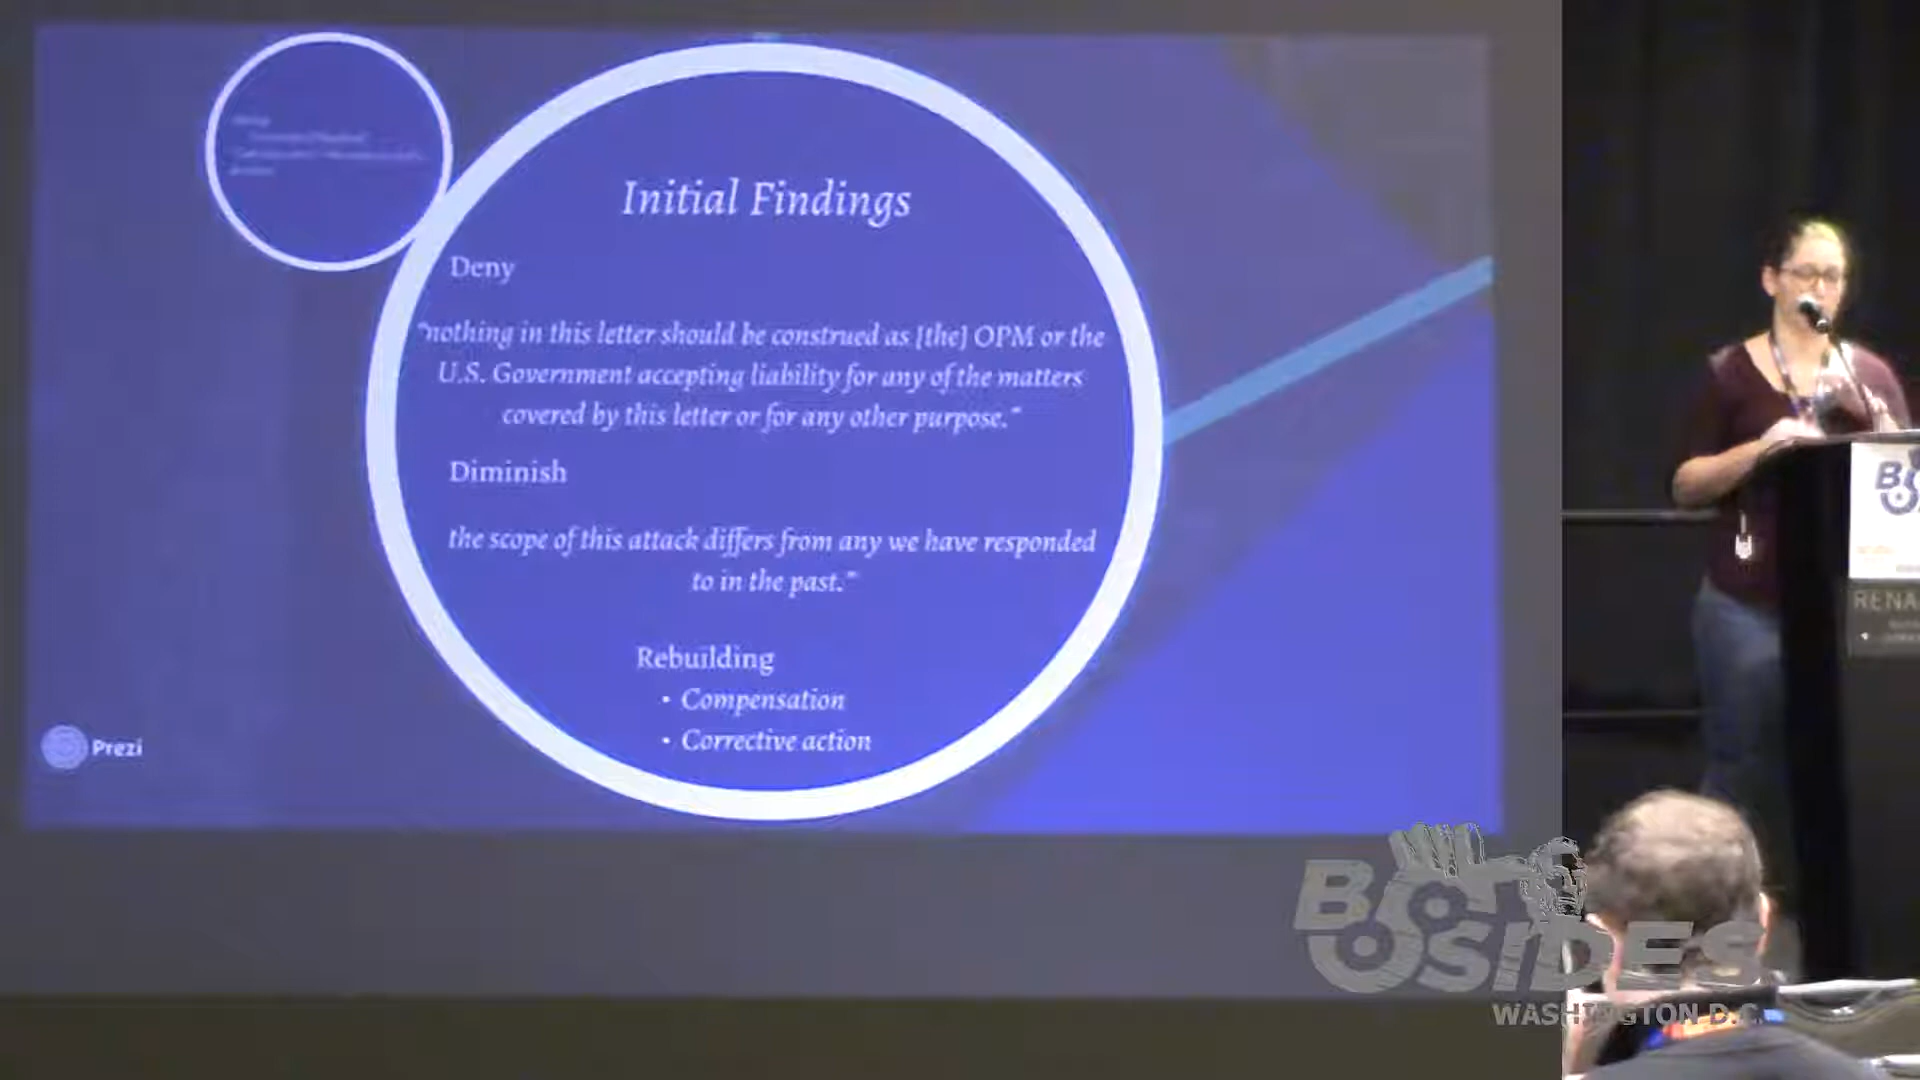 Initial Findings
Deny
"nothing in this letter should be construed as [the] OPM or the
U.S. Government accepting liability for any of the matters
covered by this letter or for any other purpose."
Diminish
the scope of this attack differs from any we have responded
to in the past."
Rebuilding
• Compensation
• Corrective action
Prezi
RENA
BSIDES
WASHINGTON D.C.